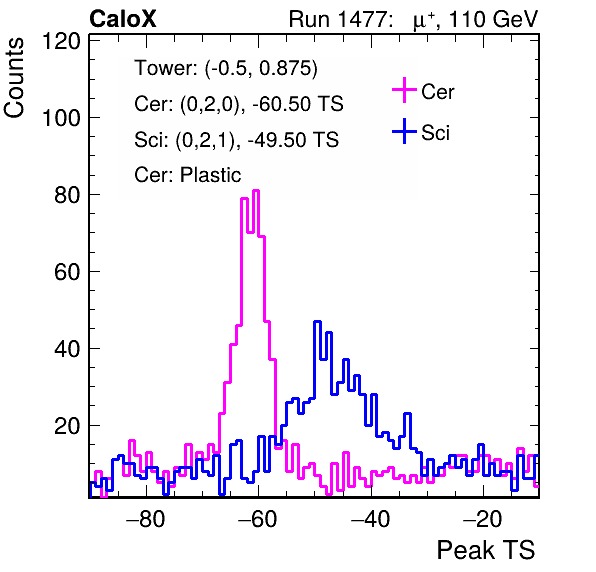 CaloX Run 1477: μ⁺, 110 GeV
Counts
120
100
80
60
40
20
Tower: (-0.5, 0.875)
Cer: (0,2,0), -60.50 TS
Sci: (0,2,1), -49.50 TS
Cer: Plastic
Cer
Sci
−80 −60 −40 −20
Peak TS